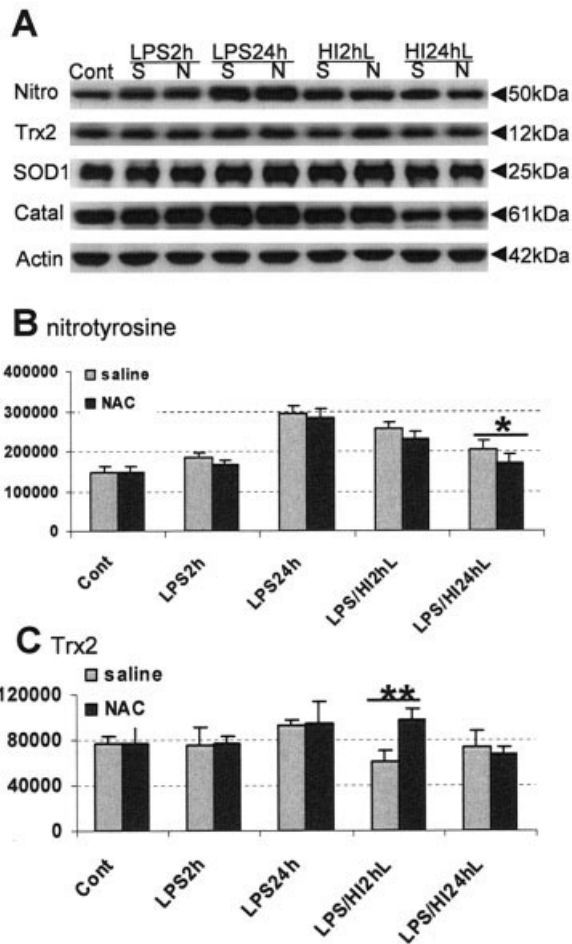 A
LPS2h LPS24h HI2hL HI24hL
Cont S N S N S N S N
Nitro ◀50kDa
Trx2 ◀12kDa
SOD1 ◀25kDa
Catal ◀61kDa
Actin ◀42kDa
B nitrotyrosine
400000
300000
200000
100000
0
saline
NAC
*
Cont LPS2h LPS24h LPS/HI2hL LPS/HI24hL
C Trx2
120000
80000
40000
0
saline
NAC
**
Cont LPS2h LPS24h LPS/HI2hL LPS/HI24hL